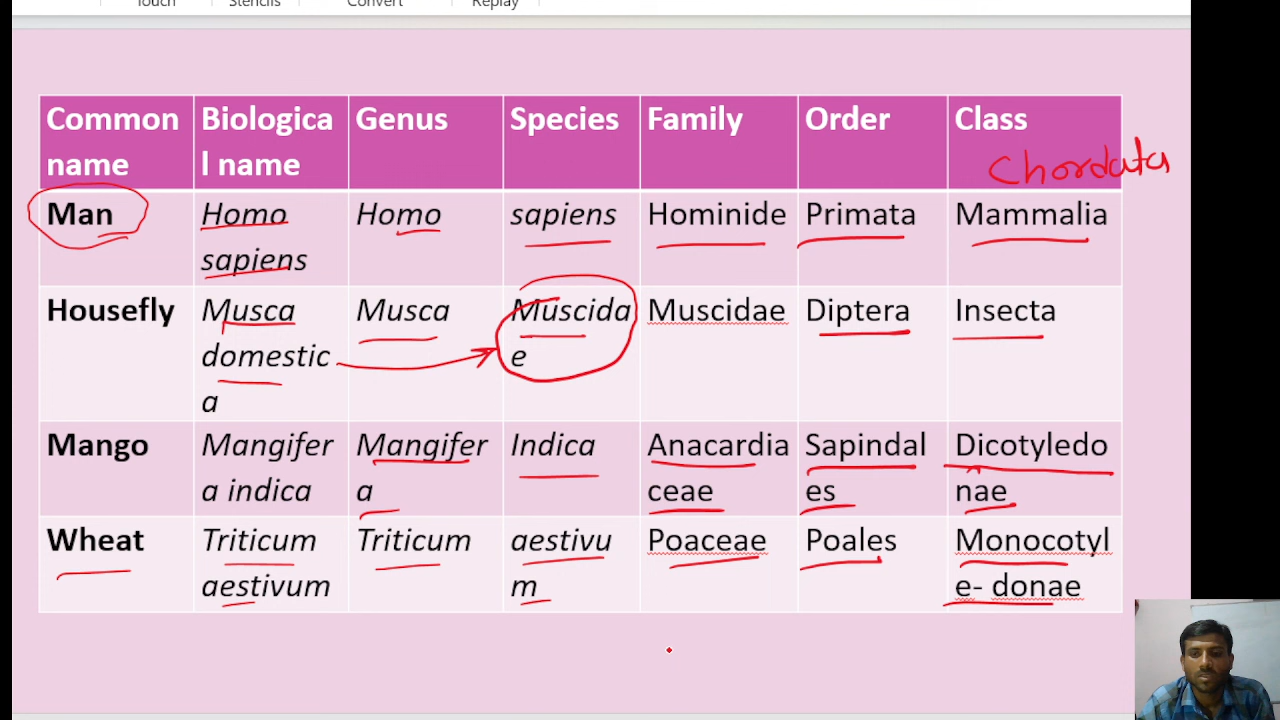 Touch Stencils Convert Replay
Common Biologica Genus Species Family Order Class
name l name
Chordata
Man Homo Homo sapiens Hominide Primata Mammalia
sapiens
Housefly Musca Musca Muscida Muscidae Diptera Insecta
domestic e
a
Mango Mangifer Mangifer Indica Anacardia Sapindal Dicotyledo
a indica a ceae es nae
Wheat Triticum Triticum aestivu Poaceae Poales Monocotyl
aestivum m e- donae